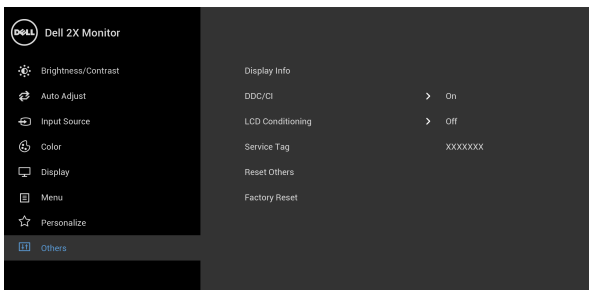 DELL Dell 2X Monitor
Brightness/Contrast
Auto Adjust
Input Source
Color
Display
Menu
Personalize
Others
Display Info
DDC/CI > On
LCD Conditioning > Off
Service Tag XXXXXXX
Reset Others
Factory Reset